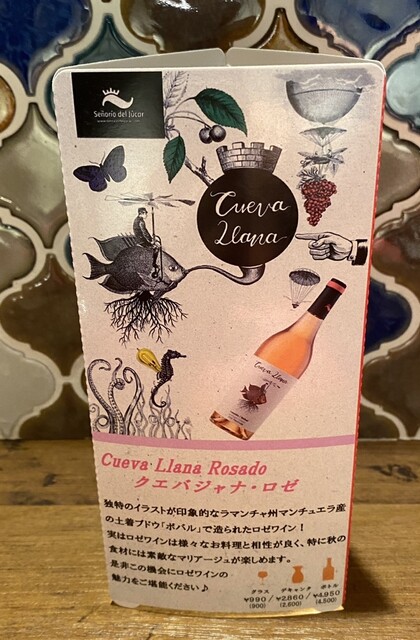 Señorío del Júcar
Cueva
Llana
Cueva Llana
Cueva Llana Rosado
クエバジャナ・ロゼ
独特のイラストが印象的なラマンチャ州マンチュエラ産
の土着ブドウ「ボバル」で造られたロゼワイン！
実はロゼワインは様々なお料理と相性が良く、特に秋の
食材には素敵なマリアージュが楽しめます。
是非この機会にロゼワインの
魅力をご堪能ください♪
グラス デキャンタ ボトル
¥990/¥2,860/¥4,950
(900) (2,600) (4,500)